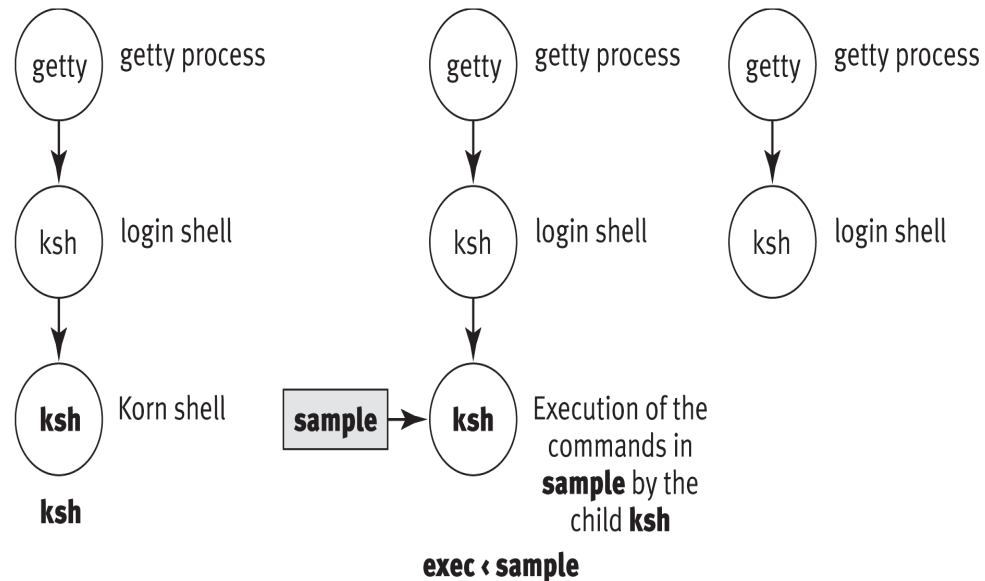 getty
getty process
ksh
login shell
ksh
Korn shell
ksh
getty
getty process
ksh
login shell
sample
ksh
Execution of the
commands in
sample by the
child ksh
exec < sample
getty
getty process
ksh
login shell